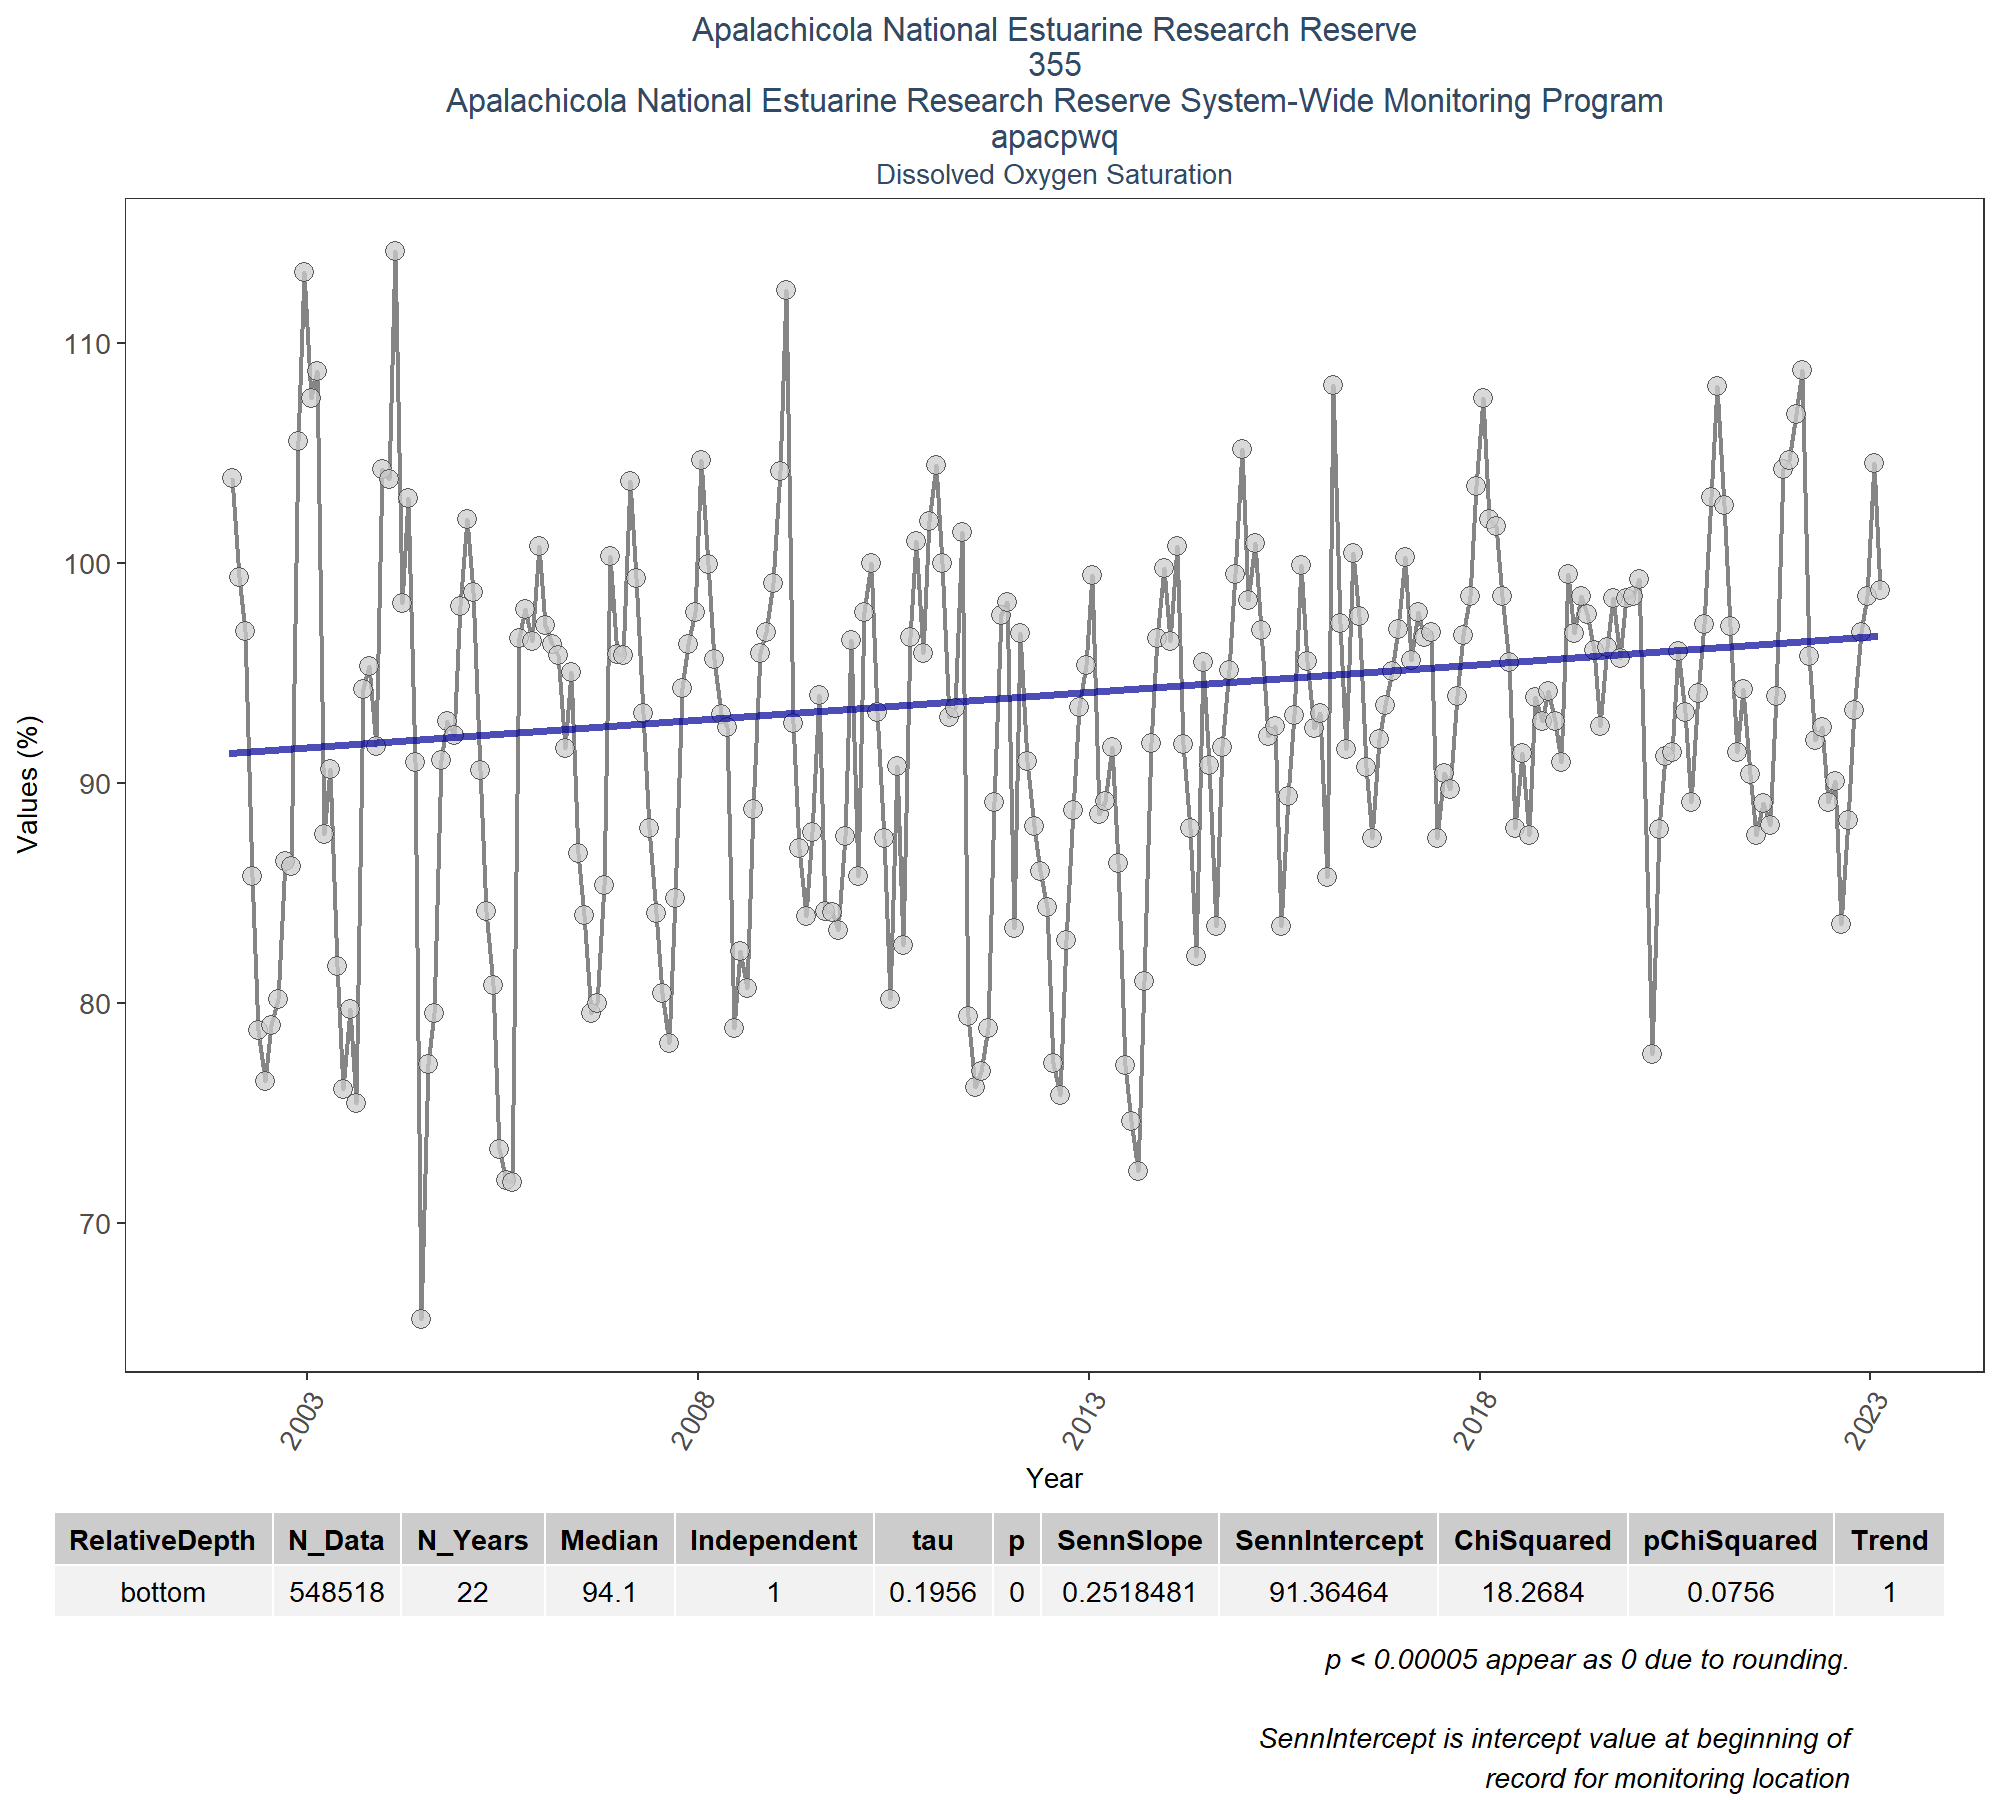 Apalachicola National Estuarine Research Reserve
355
Apalachicola National Estuarine Research Reserve System-Wide Monitoring Program
apacpwq
Dissolved Oxygen Saturation
Values (%)
110
100
90
80
70
2003 2008 2013 2018 2023
Year
RelativeDepth N_Data N_Years Median Independent tau p SennSlope SennIntercept ChiSquared pChiSquared Trend
bottom 548518 22 94.1 1 0.1956 0 0.2518481 91.36464 18.2684 0.0756 1
p < 0.00005 appear as 0 due to rounding.
SennIntercept is intercept value at beginning of
record for monitoring location